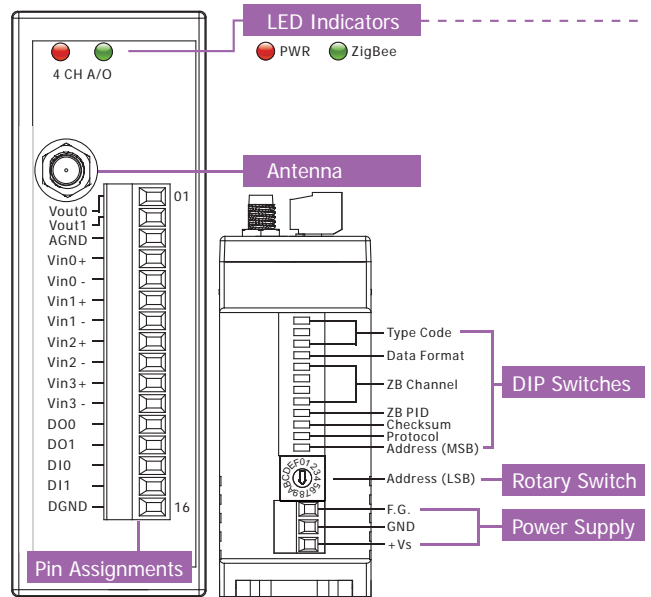 LED Indicators
PWR ZigBee
4 CH A/O
Antenna
01
Vout0
Vout1
AGND
Vin0+
Vin0 -
Vin1+
Vin1 -
Vin2+
Vin2 -
Vin3+
Vin3 -
DO0
DO1
DI0
DI1
DGND
16
Pin Assignments
Type Code
Data Format
ZB Channel
ZB PID
Checksum
Protocol
Address (MSB)
DIP Switches
0123456789ABCDEF
Address (LSB)
Rotary Switch
F.G.
GND
+Vs
Power Supply